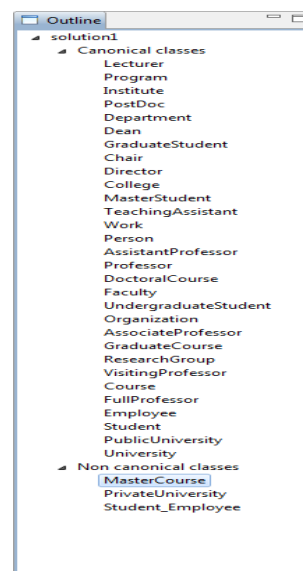 Outline
solution1
Canonical classes
Lecturer
Program
Institute
PostDoc
Department
Dean
GraduateStudent
Chair
Director
College
MasterStudent
TeachingAssistant
Work
Person
AssistantProfessor
Professor
DoctoralCourse
Faculty
UndergraduateStudent
Organization
AssociateProfessor
GraduateCourse
ResearchGroup
VisitingProfessor
Course
FullProfessor
Employee
Student
PublicUniversity
University
Non canonical classes
MasterCourse
PrivateUniversity
Student_Employee